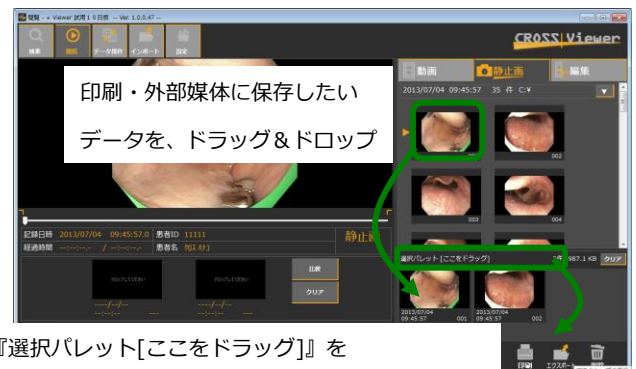 閲覧 - + Viewer 試用10日間 -- Ver. 1.0.0.47 --
検索 閲覧 データ操作 インポート 設定
CROSS Viewer
動画 静止画 編集
2013/07/04 09:45:57 35 件 C:¥
印刷・外部媒体に保存したい
データを、ドラッグ&ドロップ
002
003 004
記録日時 2013/07/04 / 09:45:57.0 患者ID 11111
経過時間 --:--:--.- / --:--:--.- 患者名
静止画
選択パレット [ここをドラッグ] 987.1 KB クリア
比較
クリア
----/--/--
--:--:-- ---
----/--/--
--:--:-- ---
2013/07/04
09:45:57 001
2013/07/04
09:45:57 002
『選択パレット[ここをドラッグ]』を
印刷 エクスポート 削除